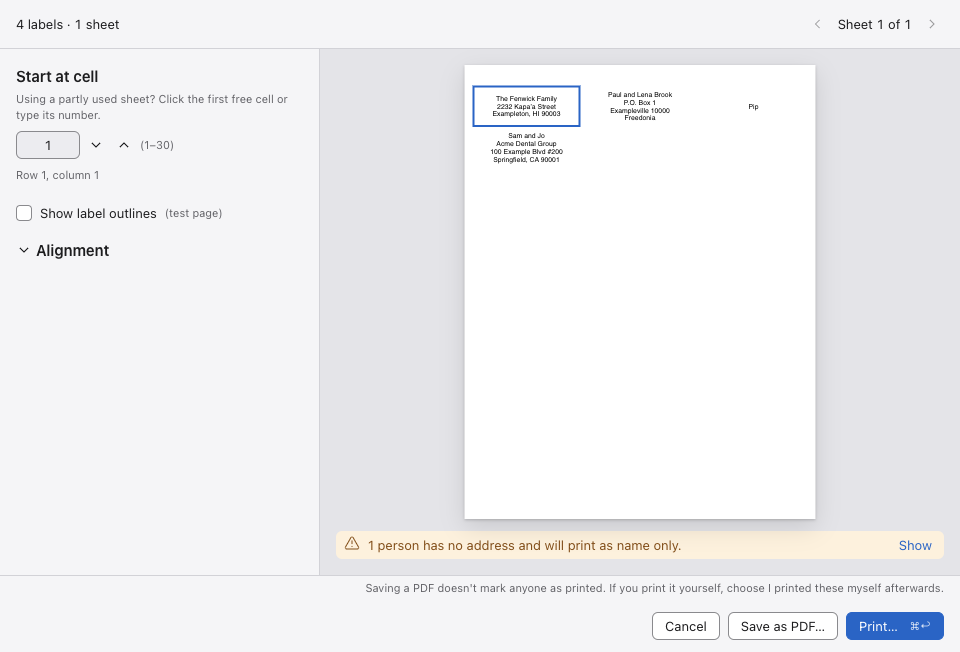 4 labels · 1 sheet
Sheet 1 of 1
Start at cell
Using a partly used sheet? Click the first free cell or
type its number.
1
(1–30)
Row 1, column 1
Show label outlines (test page)
Alignment
The Fenwick Family
2232 Kapa'a Street
Exampleton, HI 90003
Paul and Lena Brook
P.O. Box 1
Exampleville 10000
Freedonia
Pip
Sam and Jo
Acme Dental Group
100 Example Blvd #200
Springfield, CA 90001
1 person has no address and will print as name only.
Show
Saving a PDF doesn't mark anyone as printed. If you print it yourself, choose I printed these myself afterwards.
Cancel
Save as PDF...
Print... ⌘↩